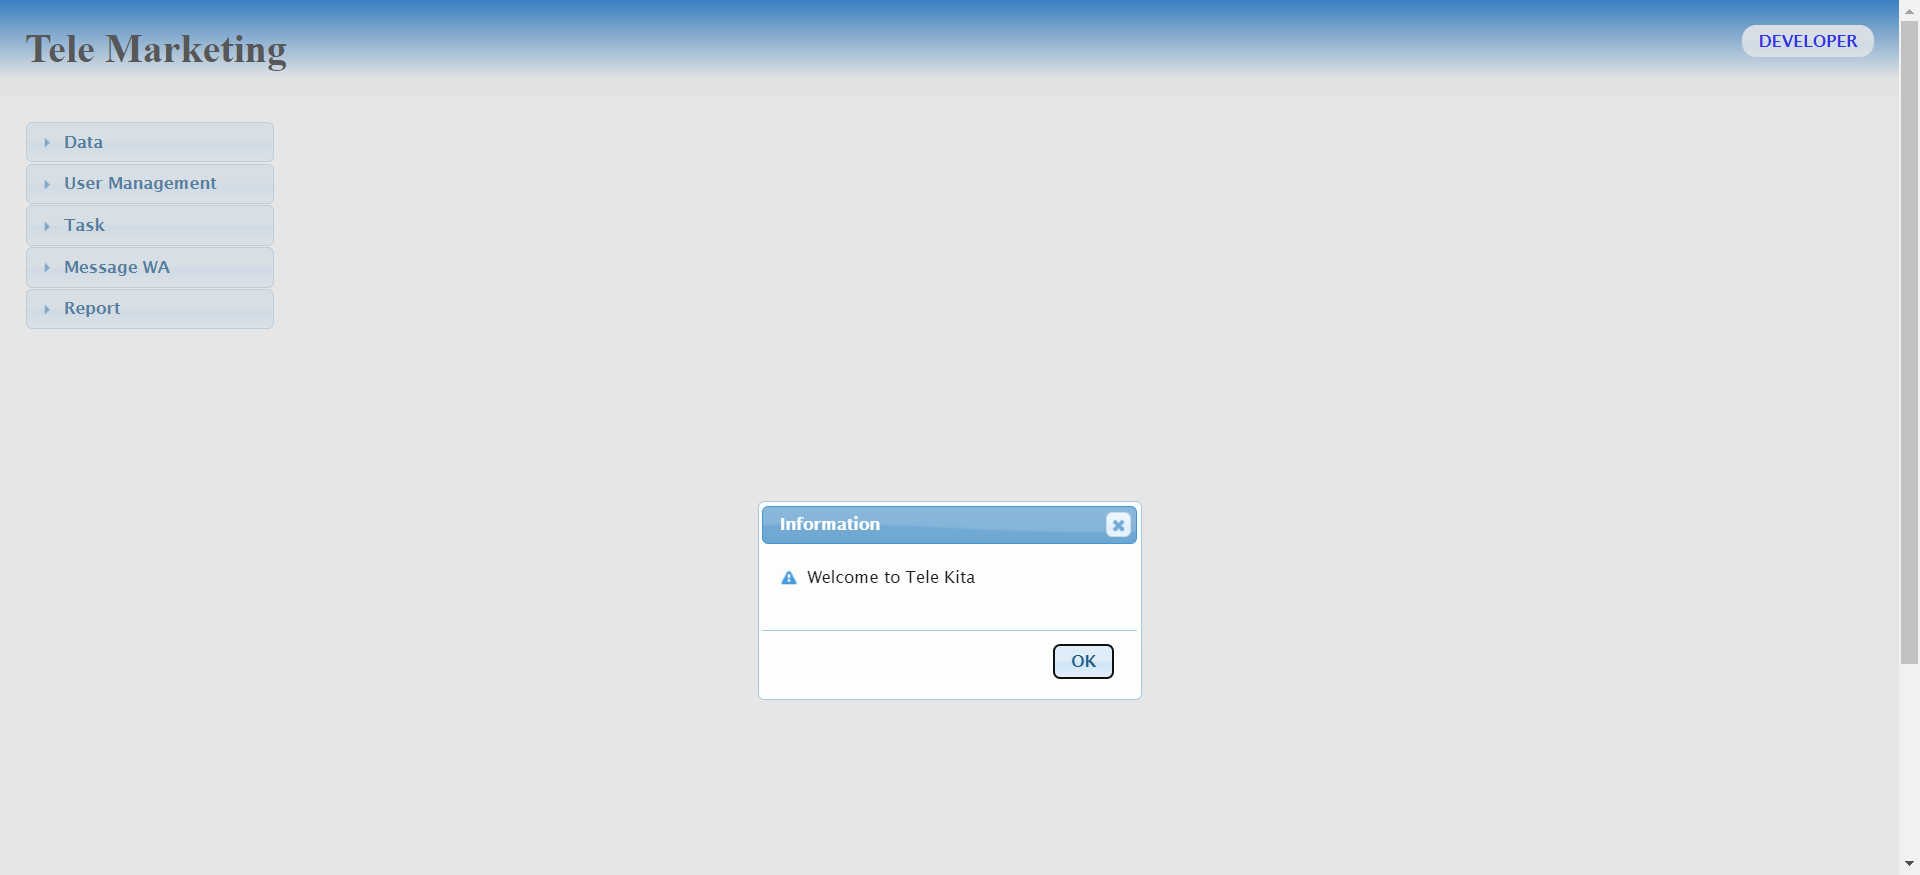 Tele Marketing
DEVELOPER
Data
User Management
Task
Message WA
Report
Information
Welcome to Tele Kita
OK